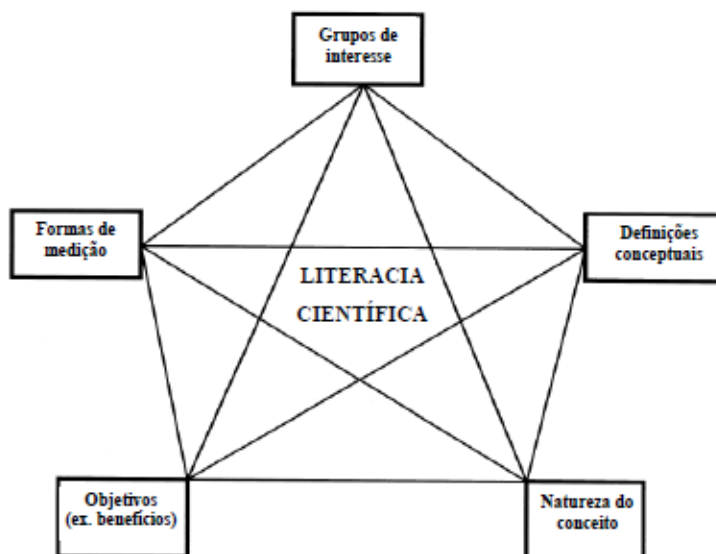 Grupos de
interesse
Formas de
medição
Definições
conceptuais
LITERACIA
CIENTÍFICA
Objetivos
(ex. benefícios)
Natureza do
conceito